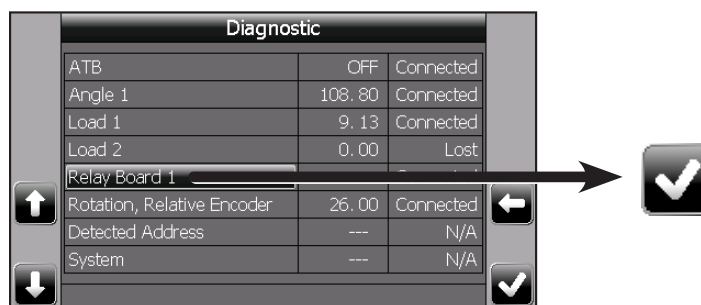 Diagnostic
ATB OFF Connected
Angle 1 108.80 Connected
Load 1 9.13 Connected
Load 2 0.00 Lost
Relay Board 1
Rotation, Relative Encoder 26.00 Connected
Detected Address --- N/A
System --- N/A